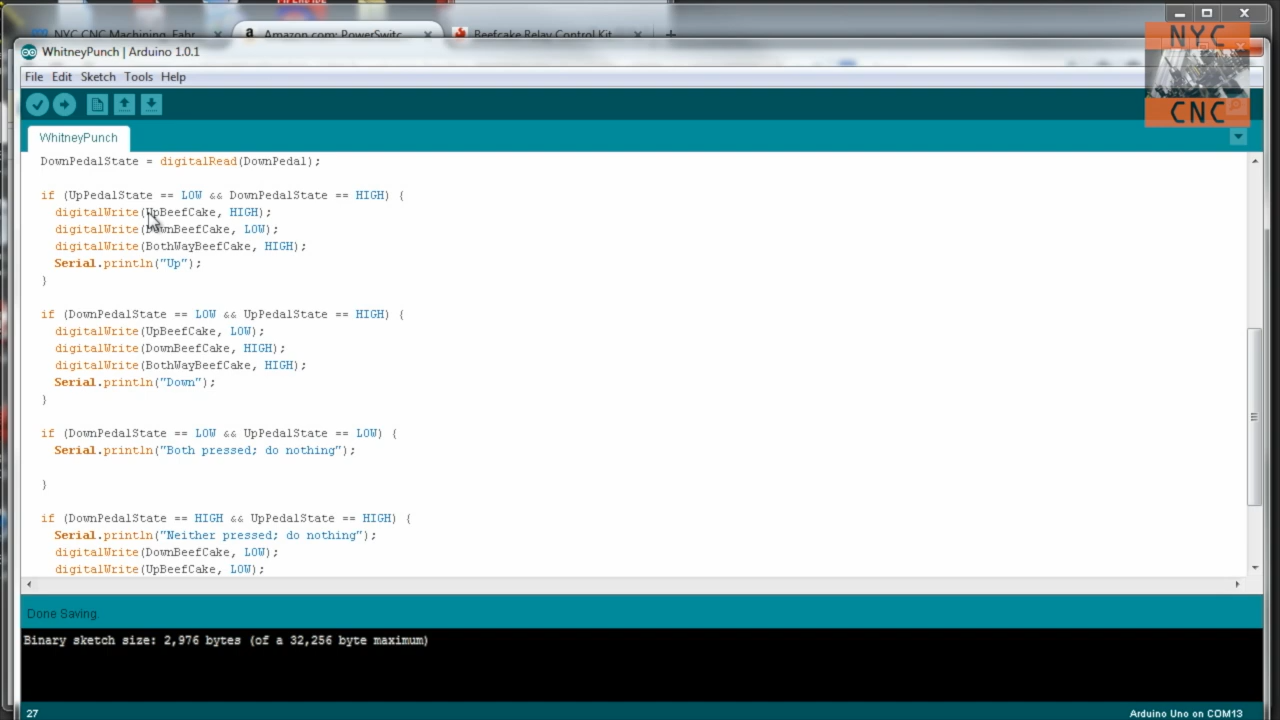 NYC CNC Machining, Fabr
Amazon.com: PowerSwitc
Beefcake Relay Control Kit
NYC
CNC
WhitneyPunch | Arduino 1.0.1
File Edit Sketch Tools Help
WhitneyPunch
DownPedalState = digitalRead(DownPedal);
if (UpPedalState == LOW && DownPedalState == HIGH) {
digitalWrite(UpBeefCake, HIGH);
digitalWrite(DownBeefCake, LOW);
digitalWrite(BothWayBeefCake, HIGH);
Serial.println("Up");
}
if (DownPedalState == LOW && UpPedalState == HIGH) {
digitalWrite(UpBeefCake, LOW);
digitalWrite(DownBeefCake, HIGH);
digitalWrite(BothWayBeefCake, HIGH);
Serial.println("Down");
}
if (DownPedalState == LOW && UpPedalState == LOW) {
Serial.println("Both pressed; do nothing");
}
if (DownPedalState == HIGH && UpPedalState == HIGH) {
Serial.println("Neither pressed; do nothing");
digitalWrite(DownBeefCake, LOW);
digitalWrite(UpBeefCake, LOW);
Done Saving.
Binary sketch size: 2,976 bytes (of a 32,256 byte maximum)
27
Arduino Uno on COM13